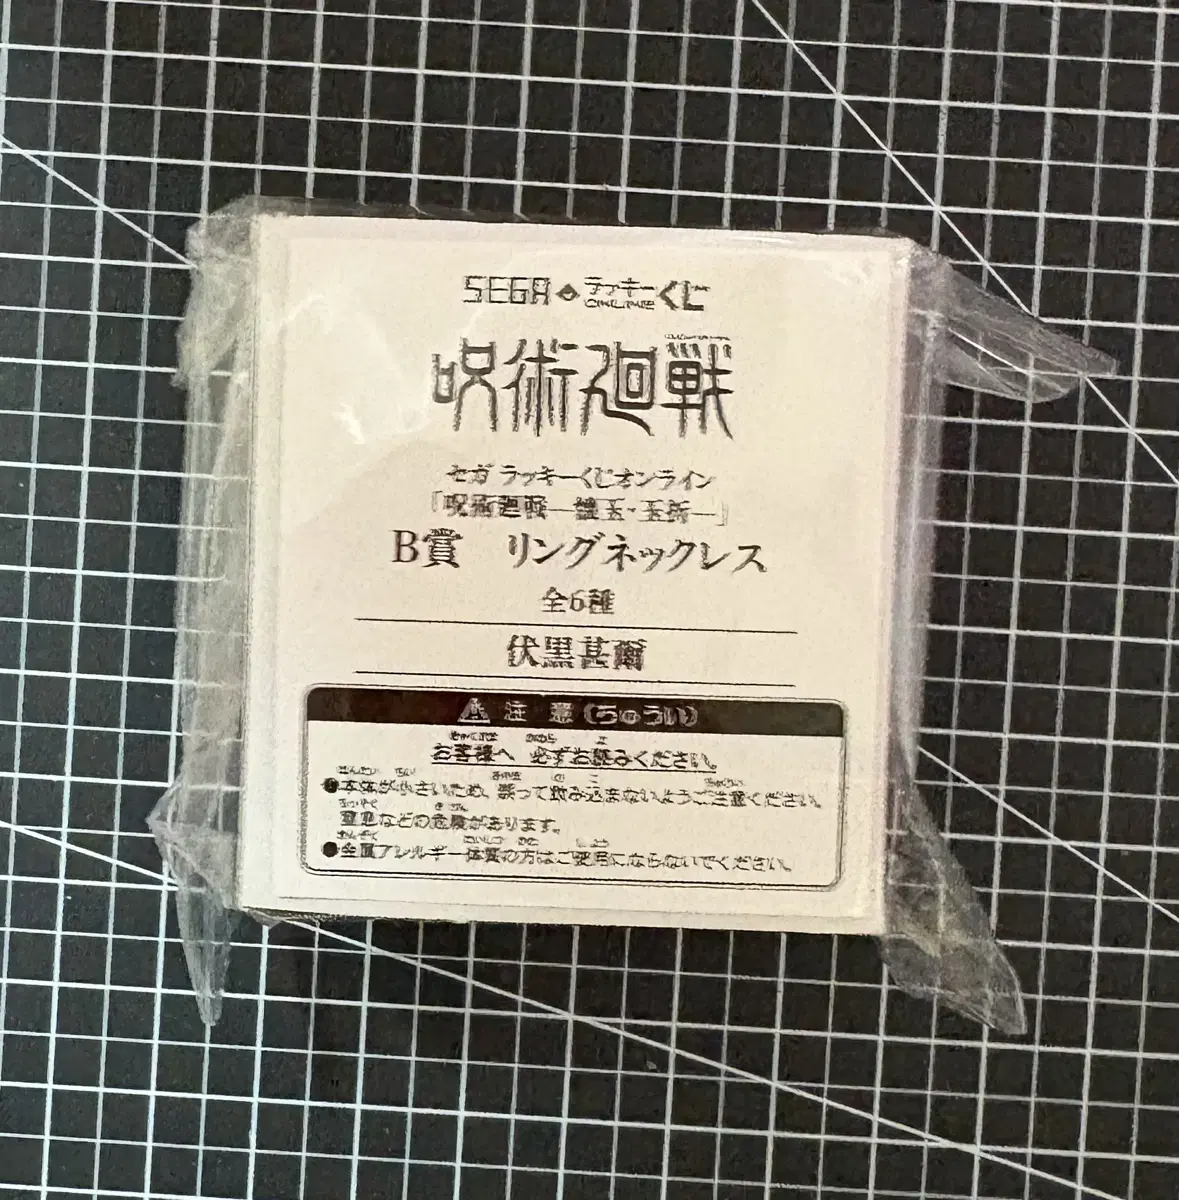 SEGA ラッキーくじ ONLINE
呪術廻戦
セガ ラッキーくじオンライン
「呪術廻戦─懐玉・玉折─」
B賞 リングネックレス
全6種
伏黒甚爾
注意(ちゅうい)
お客様へ 必ずお読みください。
●本体が小さいため、誤って飲み込まないようご注意ください。
窒息などの危険があります。
●金属アレルギー体質の方はご使用にならないでください。